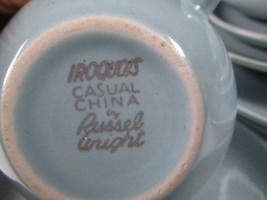 IROQUOIS
CASUAL
CHINA
by
Russel
Wright